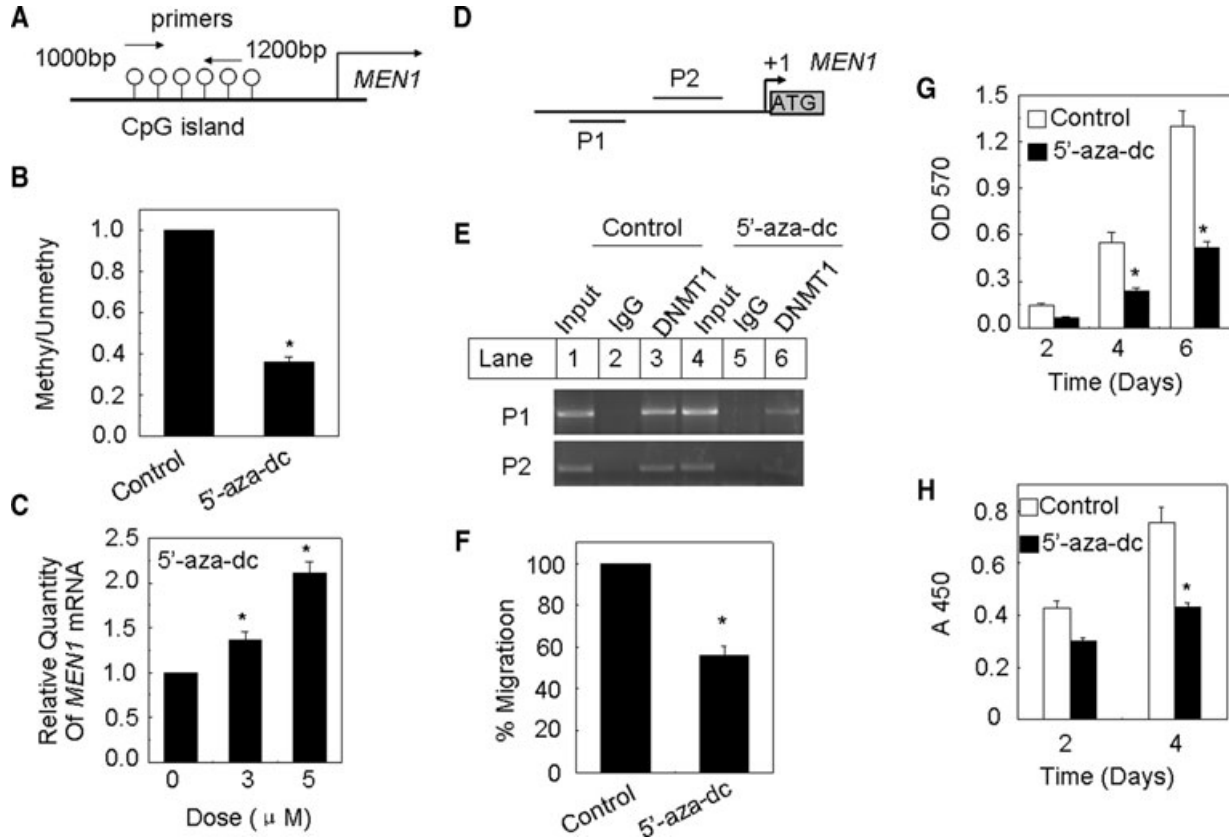 A
primers
1000bp
1200bp
MEN1
CpG island
B
Methy/Unmethy
1.0
0.8
0.6
0.4
0.2
0.0
*
Control
5'-aza-dc
C
Relative Quantity
Of MEN1 mRNA
2.5
2.0
1.5
1.0
0.5
0.0
5'-aza-dc
*
*
0 3 5
Dose ( μ M)
D
+1 MEN1
P2
ATG
P1
E
Control 5'-aza-dc
Input IgG DNMT1 Input IgG DNMT1
Lane 1 2 3 4 5 6
P1
P2
F
% Migratioon
100
80
60
40
20
0
*
Control
5'-aza-dc
G
OD 570
1.5
1.2
0.9
0.6
0.3
0.0
Control
5'-aza-dc
*
*
2 4 6
Time (Days)
H
A 450
0.8
0.6
0.4
0.2
0
Control
5'-aza-dc
*
2 4
Time (Days)